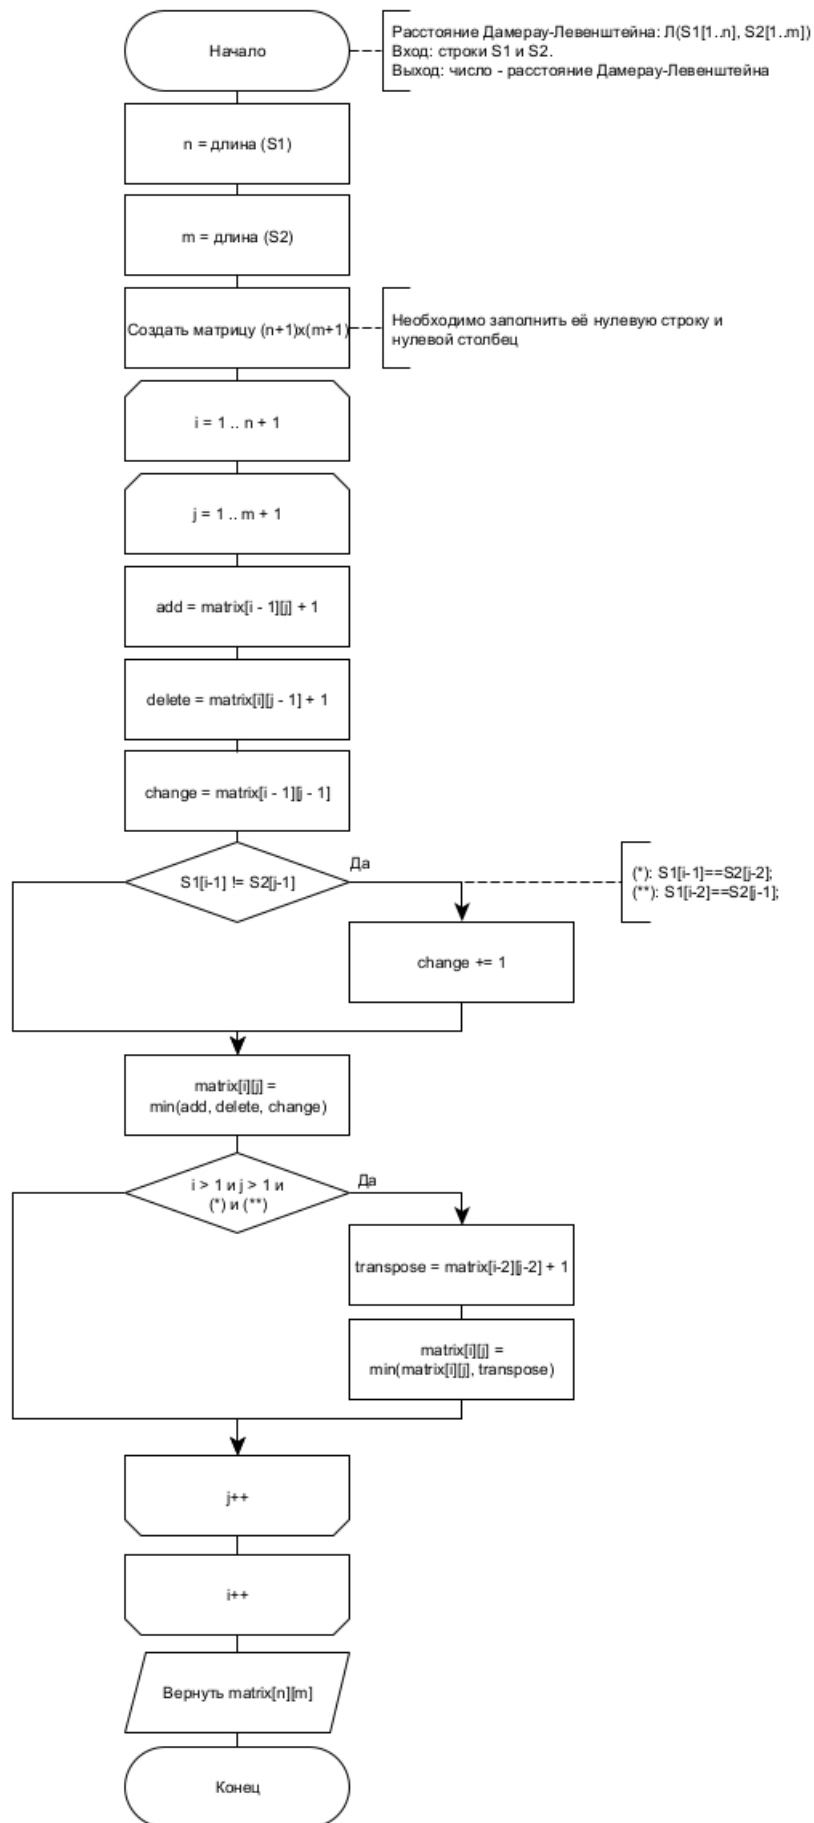 Начало
Расстояние Дамерау-Левенштейна: Л(S1[1..n], S2[1..m])
Вход: строки S1 и S2.
Выход: число - расстояние Дамерау-Левенштейна
n = длина (S1)
m = длина (S2)
Создать матрицу (n+1)x(m+1)
Необходимо заполнить её нулевую строку и
нулевой столбец
i = 1 .. n + 1
j = 1 .. m + 1
add = matrix[i - 1][j] + 1
delete = matrix[i][j - 1] + 1
change = matrix[i - 1][j - 1]
S1[i-1] != S2[j-1]
Да
(*): S1[i-1]==S2[j-2];
(**): S1[i-2]==S2[j-1];
change += 1
matrix[i][j] =
min(add, delete, change)
i > 1 и j > 1 и
(*) и (**)
Да
transpose = matrix[i-2][j-2] + 1
matrix[i][j] =
min(matrix[i][j], transpose)
j++
i++
Вернуть matrix[n][m]
Конец